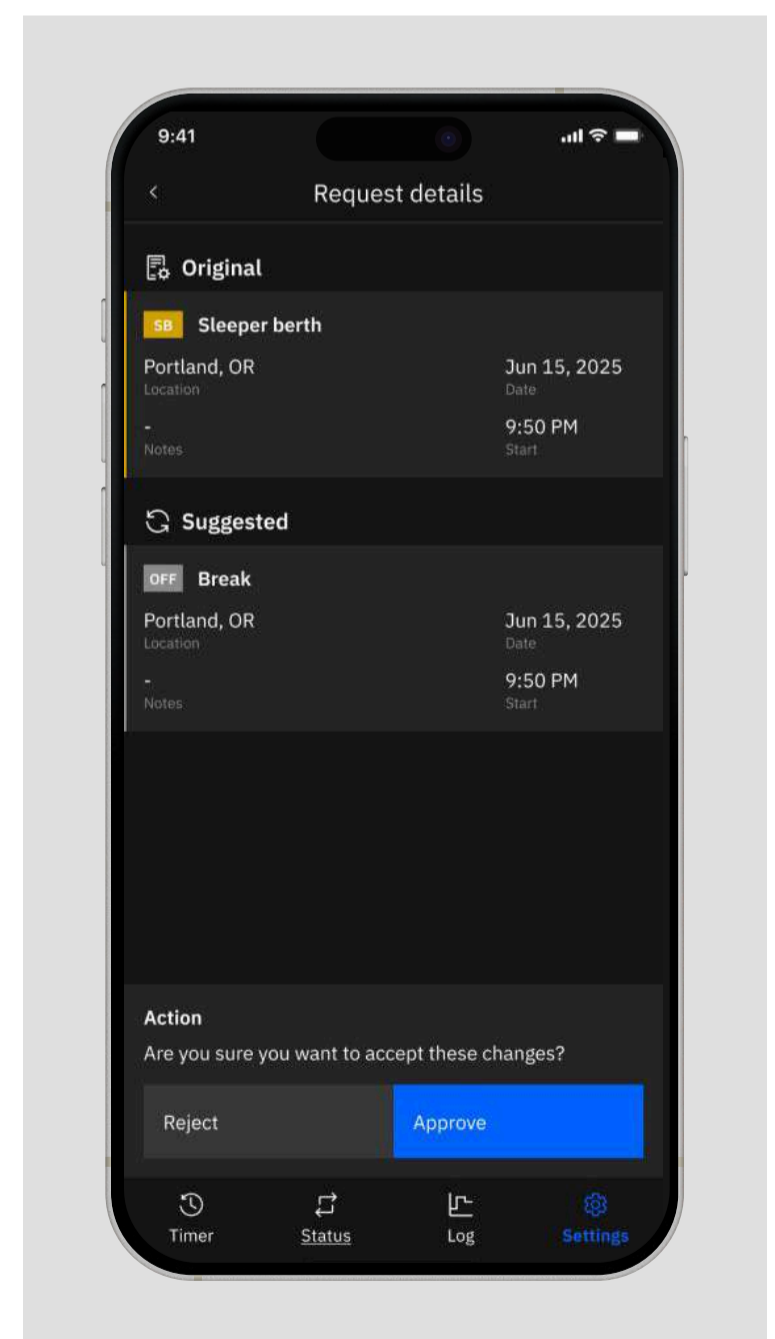 9:41
Request details
Original
SB Sleeper berth
Portland, OR Jun 15, 2025
Location Date
- 9:50 PM
Notes Start
Suggested
OFF Break
Portland, OR Jun 15, 2025
Location Date
- 9:50 PM
Notes Start
Action
Are you sure you want to accept these changes?
Reject Approve
Timer Status Log Settings